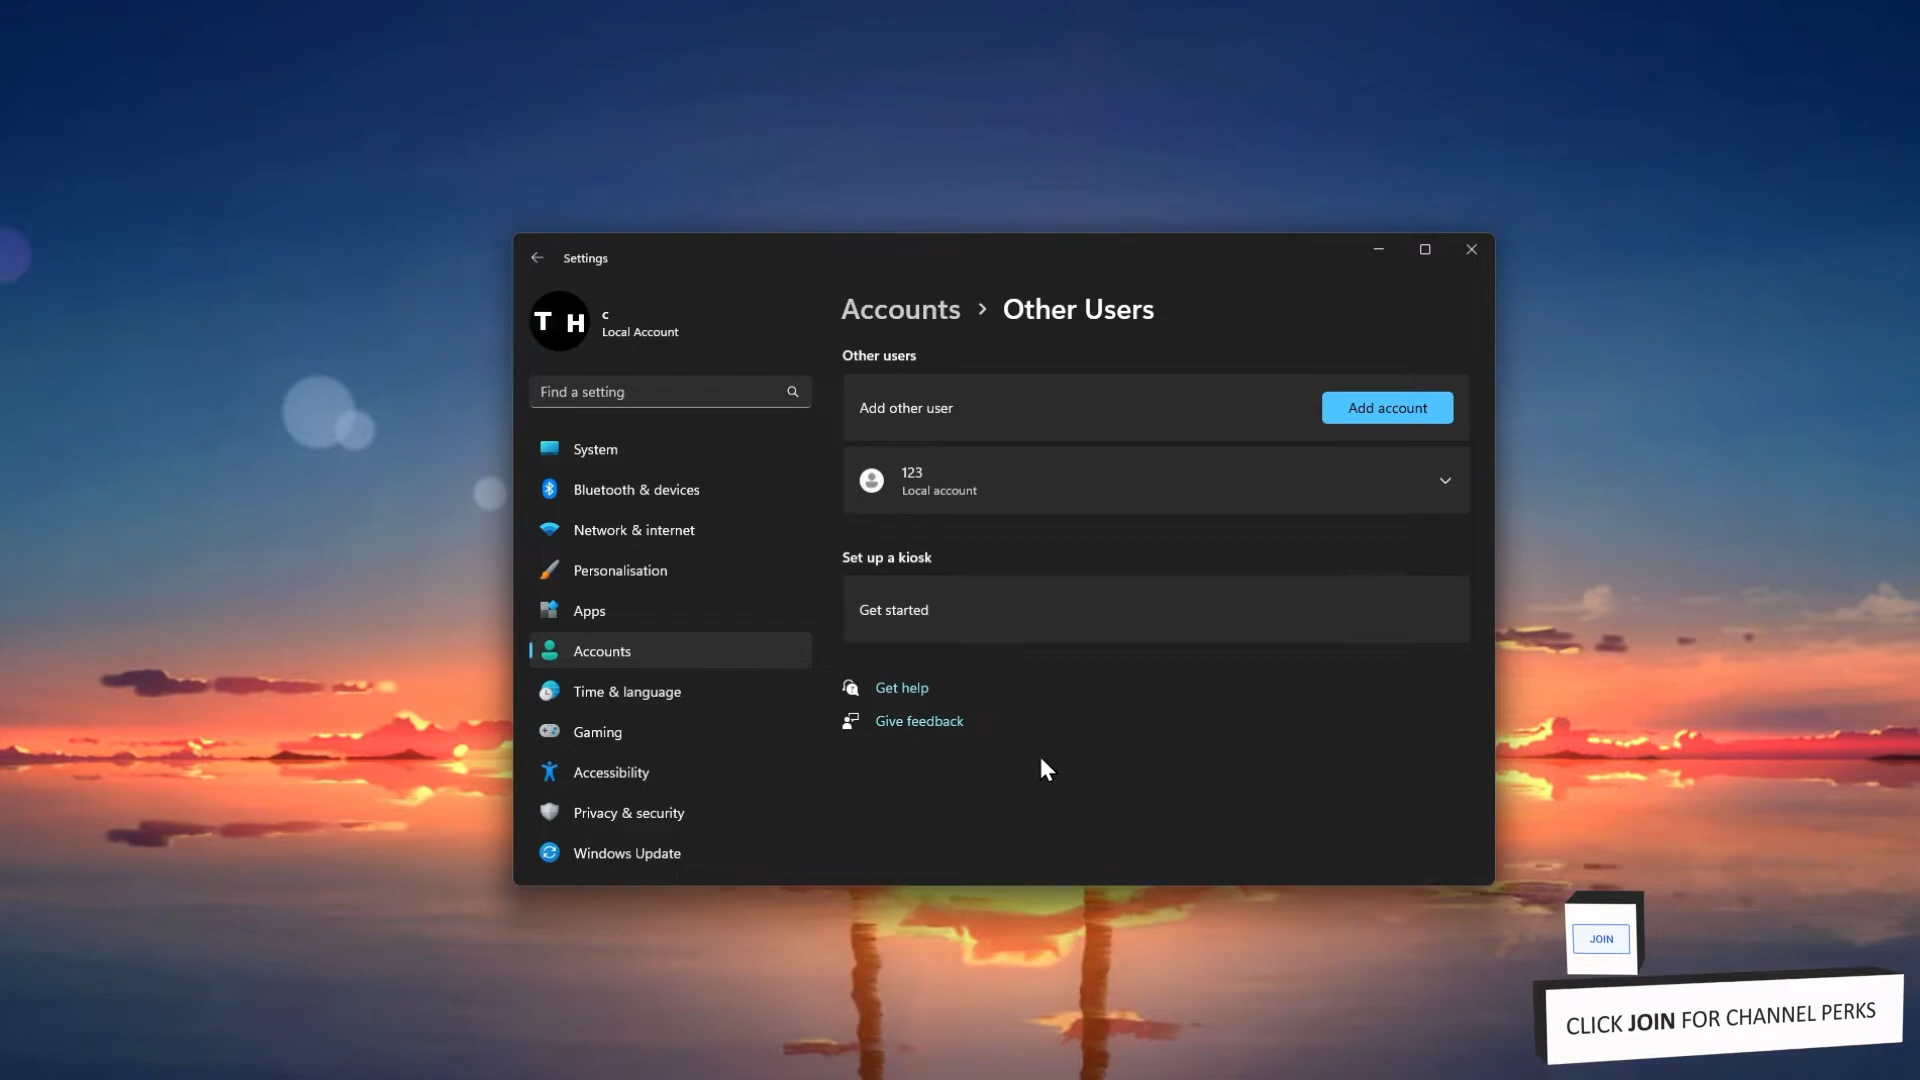 Settings
T H
c
Local Account
Find a setting
System
Bluetooth & devices
Network & internet
Personalisation
Apps
Accounts
Time & language
Gaming
Accessibility
Privacy & security
Windows Update
Accounts > Other Users
Other users
Add other user
Add account
123
Local account
Set up a kiosk
Get started
Get help
Give feedback
JOIN
CLICK JOIN FOR CHANNEL PERKS